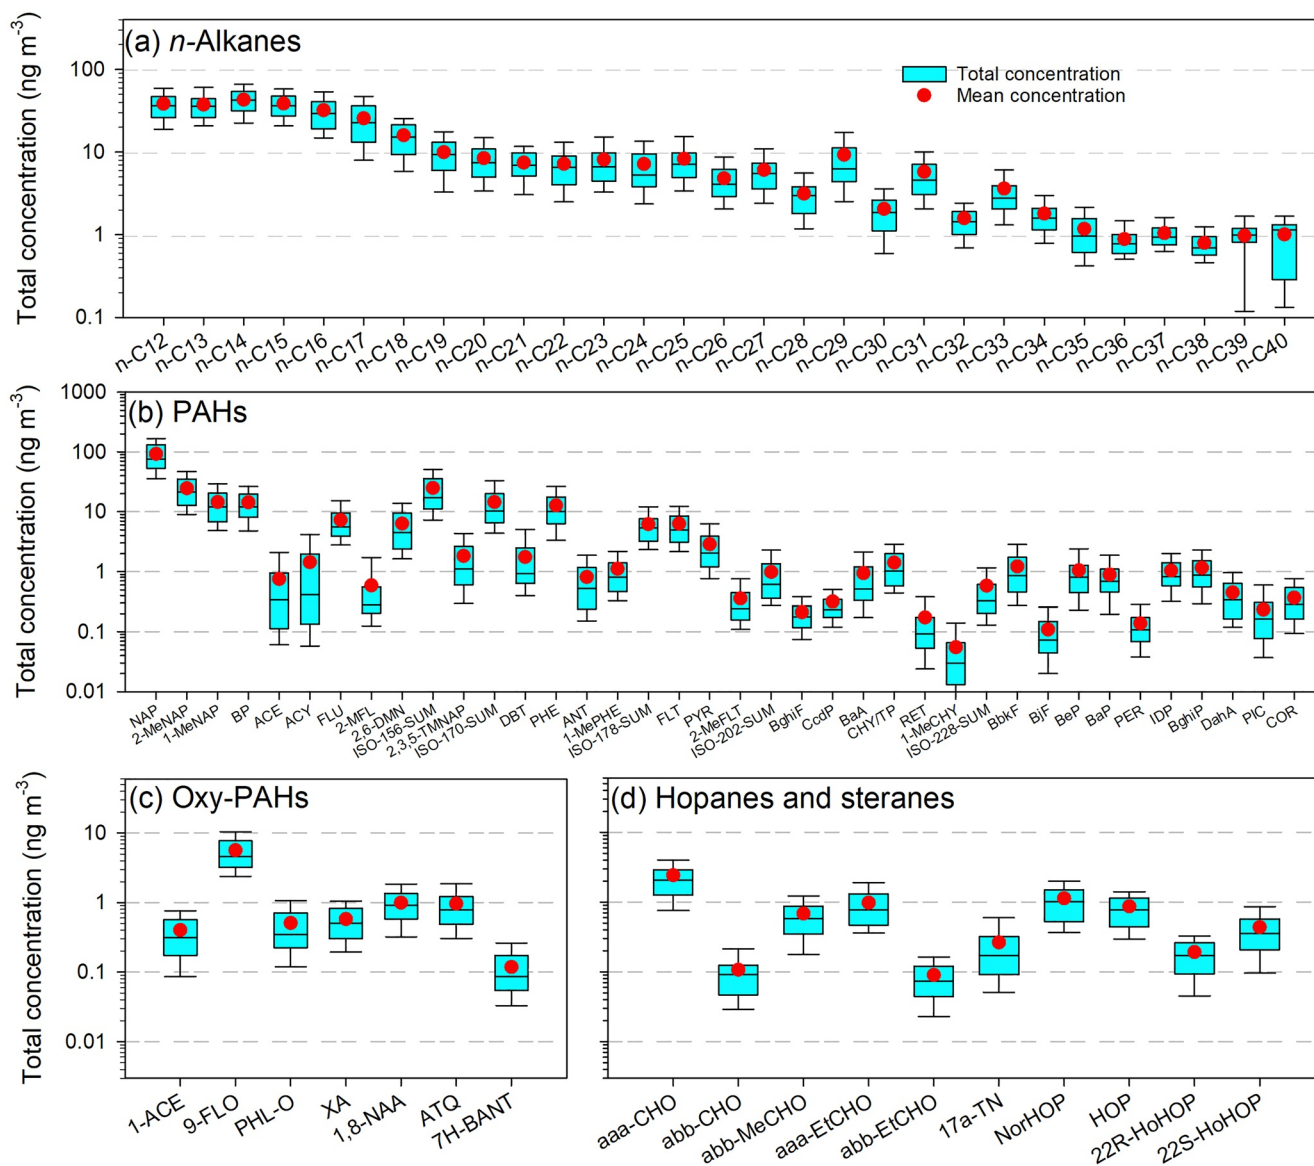 (a) n-Alkanes
Total concentration (ng m-3)
100
10
1
0.1
Total concentration
Mean concentration
n-C12
n-C13
n-C14
n-C15
n-C16
n-C17
n-C18
n-C19
n-C20
n-C21
n-C22
n-C23
n-C24
n-C25
n-C26
n-C27
n-C28
n-C29
n-C30
n-C31
n-C32
n-C33
n-C34
n-C35
n-C36
n-C37
n-C38
n-C39
n-C40
(b) PAHs
Total concentration (ng m-3)
1000
100
10
1
0.1
0.01
NAP
2-MeNAP
1-MeNAP
BP
ACE
ACY
FLU
2-MFL
2,6-DMN
ISO-156-SUM
2,3,5-TMNAP
ISO-170-SUM
DBT
PHE
ANT
1-MePHE
ISO-178-SUM
FLT
PYR
2-MeFLT
ISO-202-SUM
BghiF
CcdP
BaA
CHY/TP
RET
1-MeCHY
ISO-228-SUM
BbkF
BjF
BeP
BaP
PER
IDP
BghiP
DahA
PIC
COR
(c) Oxy-PAHs
Total concentration (ng m-3)
10
1
0.1
0.01
1-ACE
9-FLO
PHL-O
XA
1,8-NAA
ATQ
7H-BANT
(d) Hopanes and steranes
aaa-CHO
abb-CHO
abb-MeCHO
aaa-EtCHO
abb-EtCHO
17a-TN
NorHOP
HOP
22R-HoHOP
22S-HoHOP